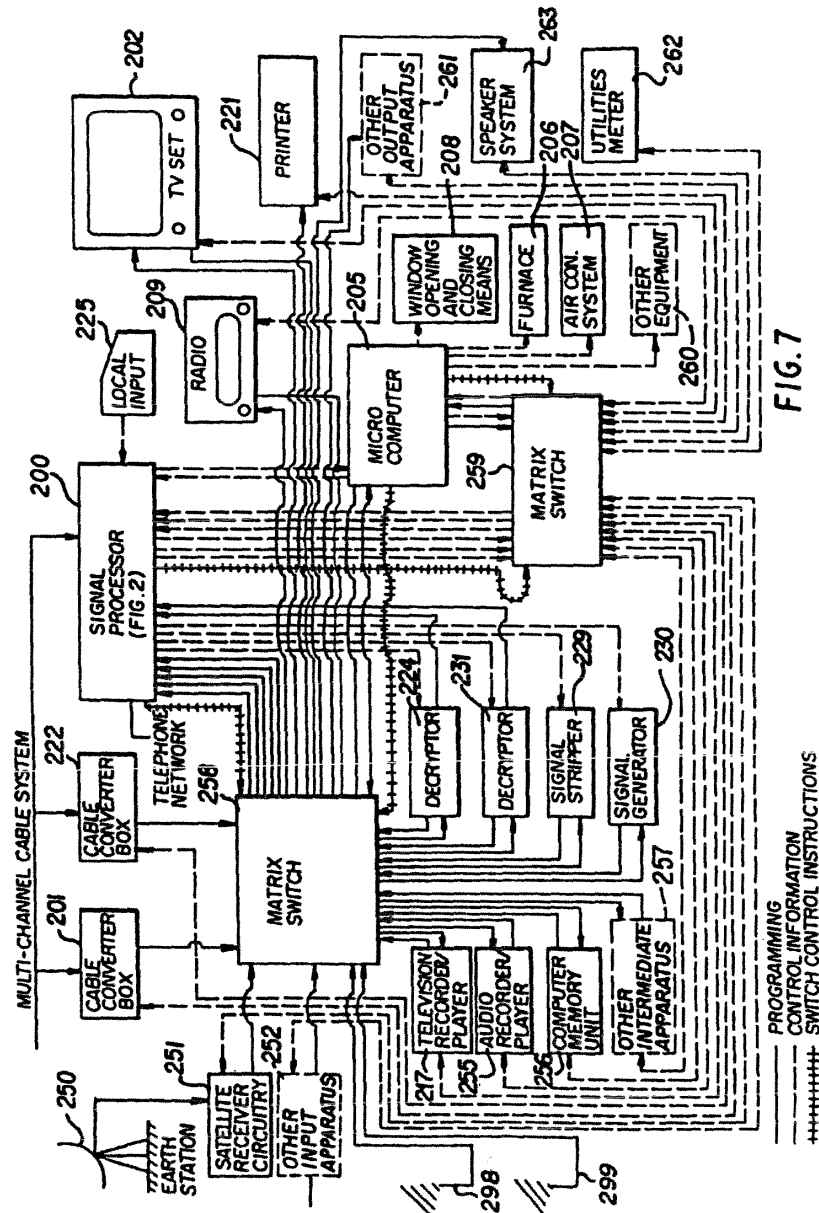 MULTI-CHANNEL CABLE SYSTEM
250
EARTH
STATION
251
SATELLITE
RECEIVER
CIRCUITRY
252
OTHER
INPUT
APPARATUS
298
299
201
CABLE
CONVERTER
BOX
222
CABLE
CONVERTER
BOX
TELEPHONE
NETWORK
200
SIGNAL
PROCESSOR
(FIG.2)
225
LOCAL
INPUT
209
RADIO
202
TV SET
221
PRINTER
OTHER
OUTPUT
APPARATUS
261
SPEAKER
SYSTEM
263
UTILITIES
METER
262
258
MATRIX
SWITCH
205
MICRO
COMPUTER
208
WINDOW
OPENING
AND
CLOSING
MEANS
FURNACE
206
AIR CON.
SYSTEM
207
OTHER
EQUIPMENT
260
259
MATRIX
SWITCH
224
DECRYPTOR
231
DECRYPTOR
SIGNAL
STRIPPER
229
SIGNAL
GENERATOR
230
217
TELEVISION
RECORDER/
PLAYER
255
AUDIO
RECORDER/
PLAYER
256
COMPUTER
MEMORY
UNIT
OTHER
INTERMEDIATE
APPARATUS
257
PROGRAMMING
CONTROL INFORMATION
SWITCH CONTROL INSTRUCTIONS
FIG. 7